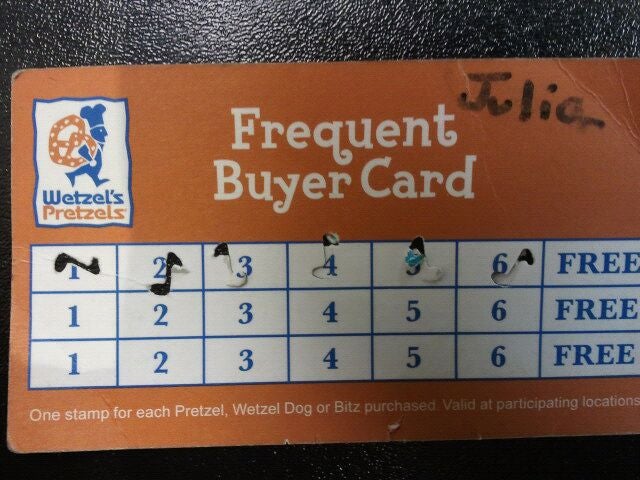 Julia
Frequent
Buyer Card
Wetzel's
Pretzels
1 2 3 4 5 6 FREE
1 2 3 4 5 6 FREE
1 2 3 4 5 6 FREE
One stamp for each Pretzel, Wetzel Dog or Bitz purchased. Valid at participating locations